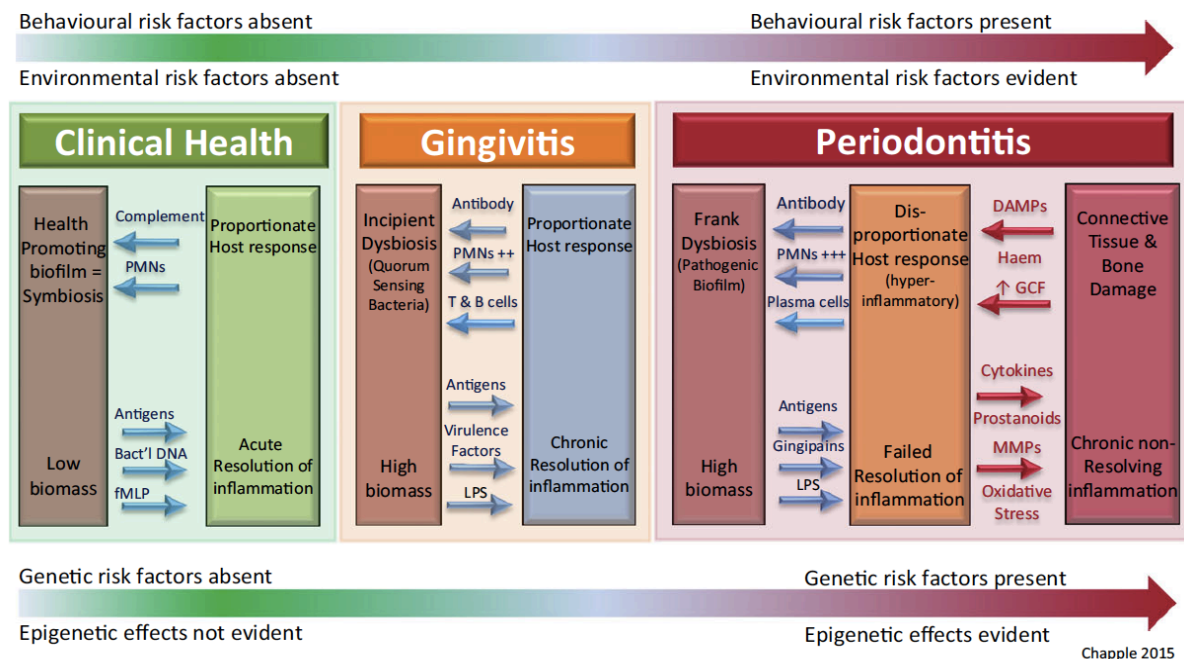 Behavioural risk factors absent
Behavioural risk factors present
Environmental risk factors absent
Environmental risk factors evident
Clinical Health
Health
Promoting
biofilm =
Symbiosis
Low
biomass
Complement
PMNs
Antigens
Bact'l DNA
fMLP
Proportionate
Host response
Acute
Resolution of
inflammation
Gingivitis
Incipient
Dysbiosis
(Quorum
Sensing
Bacteria)
High
biomass
Antibody
PMNs ++
T & B cells
Antigens
Virulence
Factors
LPS
Proportionate
Host response
Chronic
Resolution of
inflammation
Periodontitis
Frank
Dysbiosis
(Pathogenic
Biofilm)
High
biomass
Antibody
PMNs +++
Plasma cells
Antigens
Gingipains
LPS
Dis-
proportionate
Host response
(hyper-
inflammatory)
Failed
Resolution of
inflammation
DAMPs
Haem
↑ GCF
Cytokines
Prostanoids
MMPs
Oxidative
Stress
Connective
Tissue &
Bone
Damage
Chronic non-
Resolving
inflammation
Genetic risk factors absent
Genetic risk factors present
Epigenetic effects not evident
Epigenetic effects evident
Chapple 2015